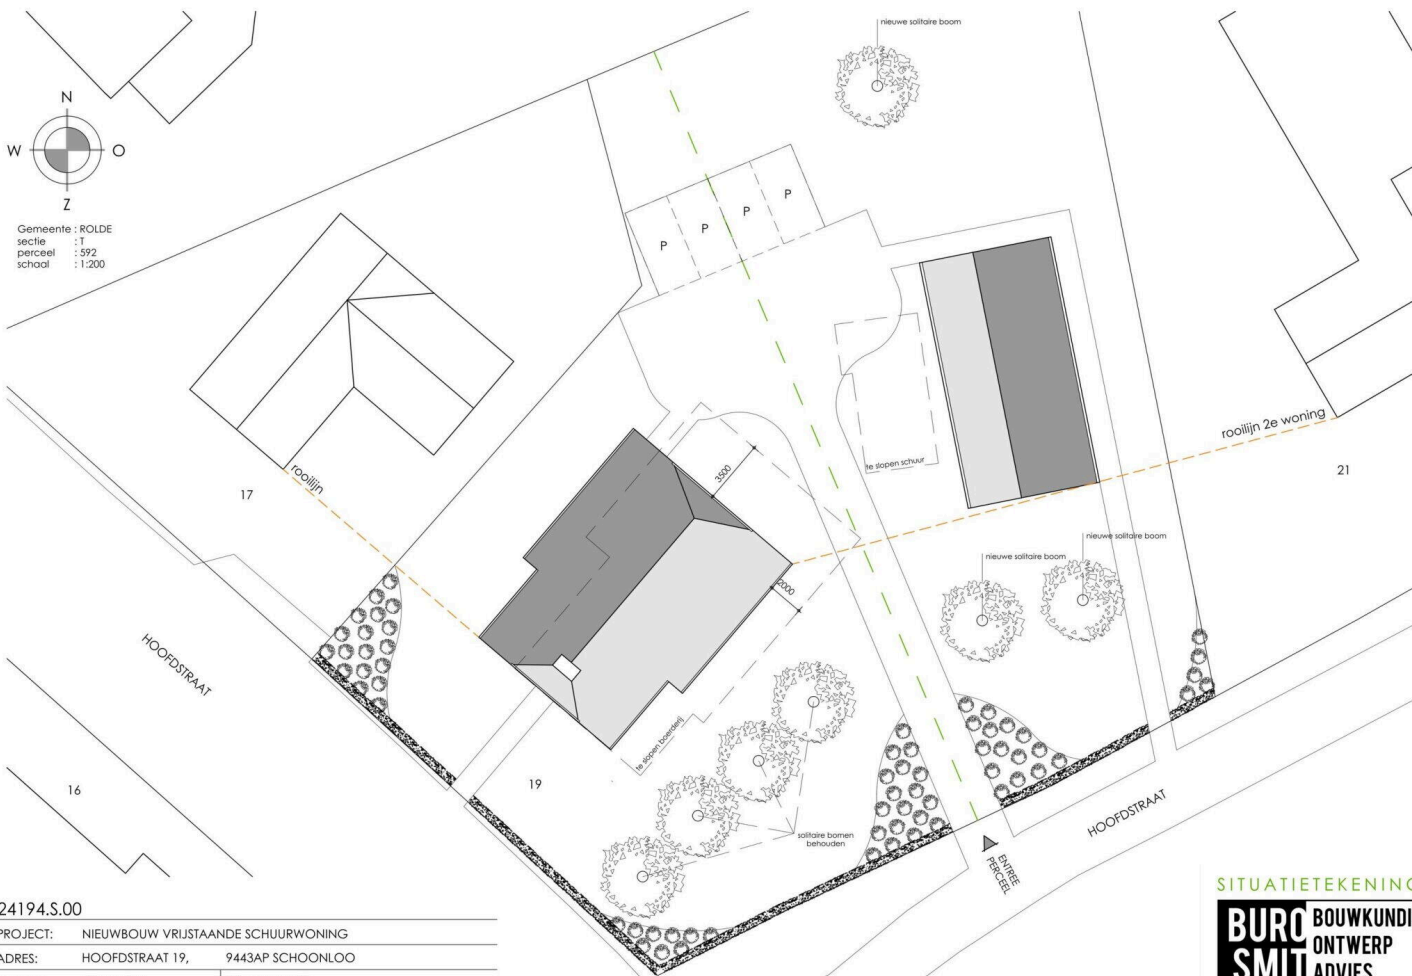 nieuwe solitaire boom
N
W
O
Z
Gemeente : ROLDE
sectie : T
perceel : 592
schaal : 1:200
P
P
P
P
rooilijn 2e woning
21
te slopen schuur
3500
rooilijn
17
nieuwe solitaire boom
nieuwe solitaire boom
2000
HOOFDSTRAAT
te slopen boerderij
19
16
solitaire bomen
behouden
HOOFDSTRAAT
ENTREE
PERCEEL
SITUATIETEKENING
24194.S.00
PROJECT: NIEUWBOUW VRIJSTAANDE SCHUURWONING
ADRES: HOOFDSTRAAT 19, 9443AP SCHOONLOO
BURO
SMIT
BOUWKUNDI
ONTWERP
ADVIES